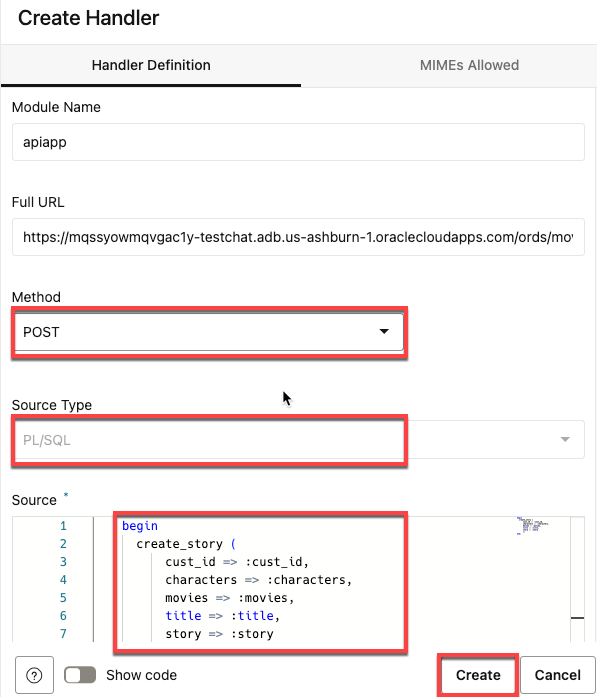 Create Handler
Handler Definition
MIMEs Allowed
Module Name
apiapp
Full URL
https://mqssyowmqvgac1y-testchat.adb.us-ashburn-1.oraclecloudapps.com/ords/mov
Method
POST
Source Type
PL/SQL
Source *
1 begin
2 create_story (
3 cust_id => :cust_id,
4 characters => :characters,
5 movies => :movies,
6 title => :title,
7 story => :story
? Show code
Create
Cancel